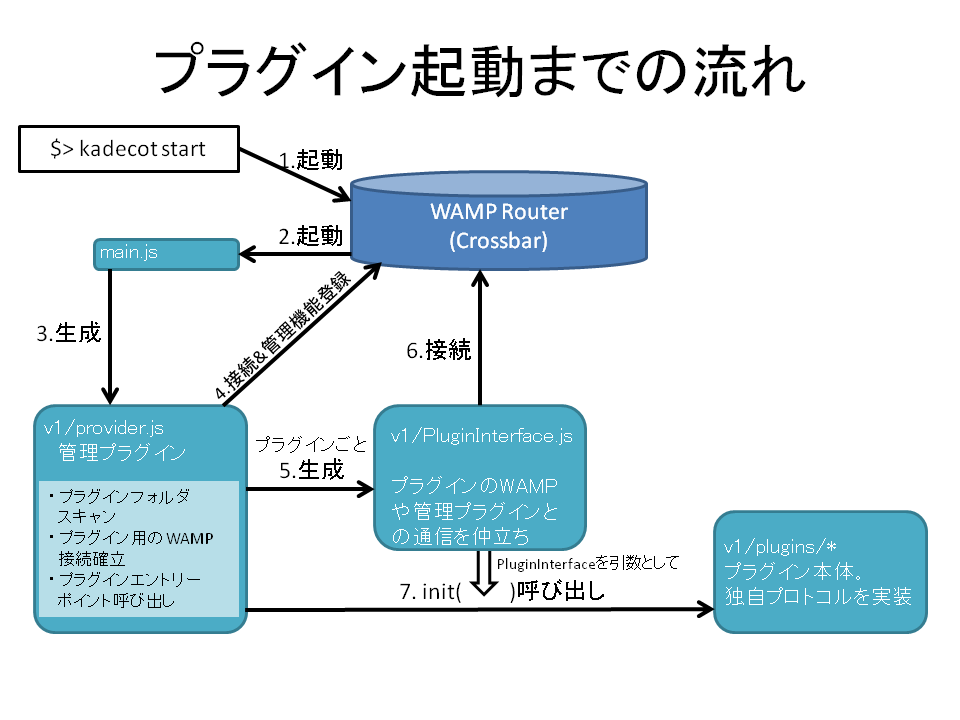 プラグイン起動までの流れ
$> kadecot start
1.起動
WAMP Router
(Crossbar)
2.起動
main.js
3.生成
4.接続&管理機能登録
6.接続
v1/provider.js
管理プラグイン
・プラグインフォルダ
スキャン
・プラグイン用のWAMP
接続確立
・プラグインエントリー
ポイント呼び出し
プラグインごと
5.生成
v1/PluginInterface.js
プラグインのWAMP
や管理プラグインと
の通信を仲立ち
PluginInterfaceを引数として
7. init( )呼び出し
v1/plugins/*
プラグイン本体。
独自プロトコルを実装